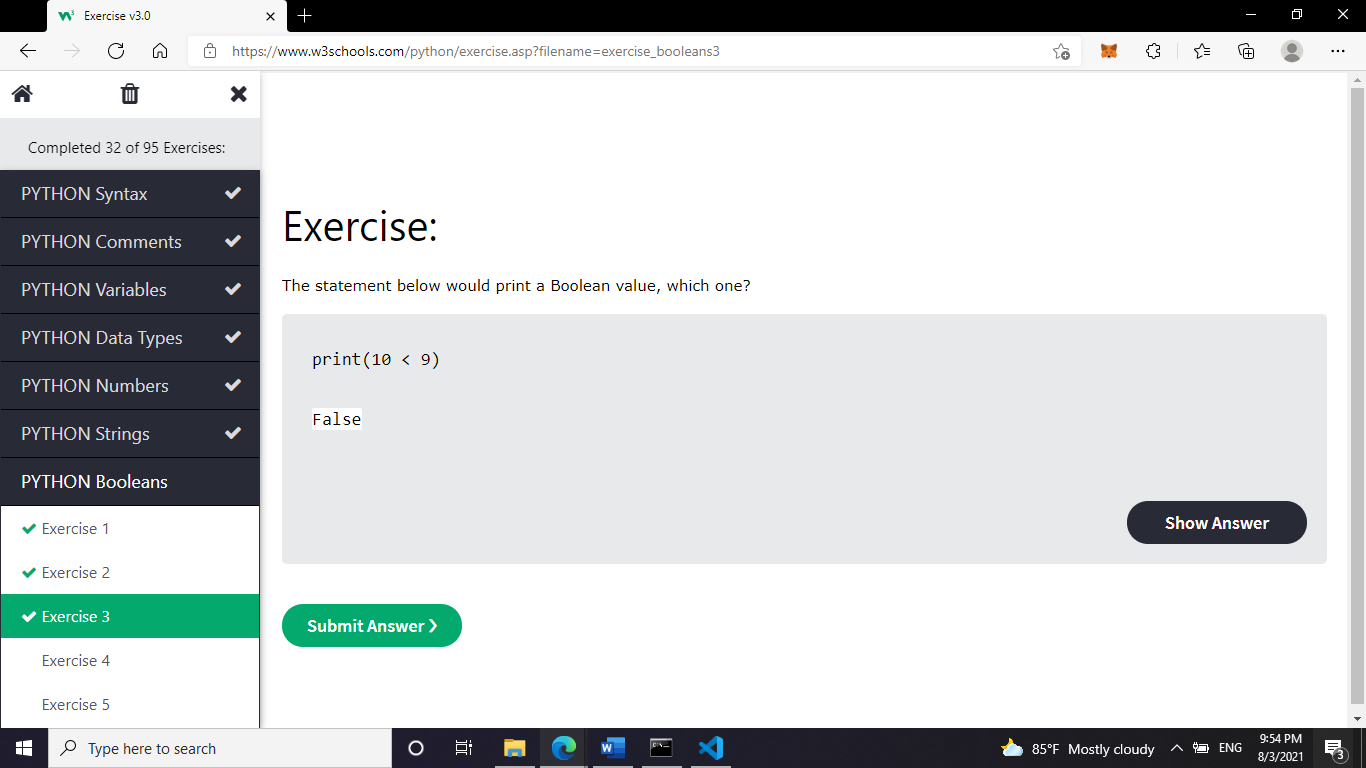 Exercise v3.0
https://www.w3schools.com/python/exercise.asp?filename=exercise_booleans3
Completed 32 of 95 Exercises:
PYTHON Syntax
PYTHON Comments
PYTHON Variables
PYTHON Data Types
PYTHON Numbers
PYTHON Strings
PYTHON Booleans
Exercise 1
Exercise 2
Exercise 3
Exercise 4
Exercise 5
Exercise:
The statement below would print a Boolean value, which one?
print(10 < 9)
False
Show Answer
Submit Answer ❯
Type here to search
85°F Mostly cloudy
ENG
9:54 PM
8/3/2021
3